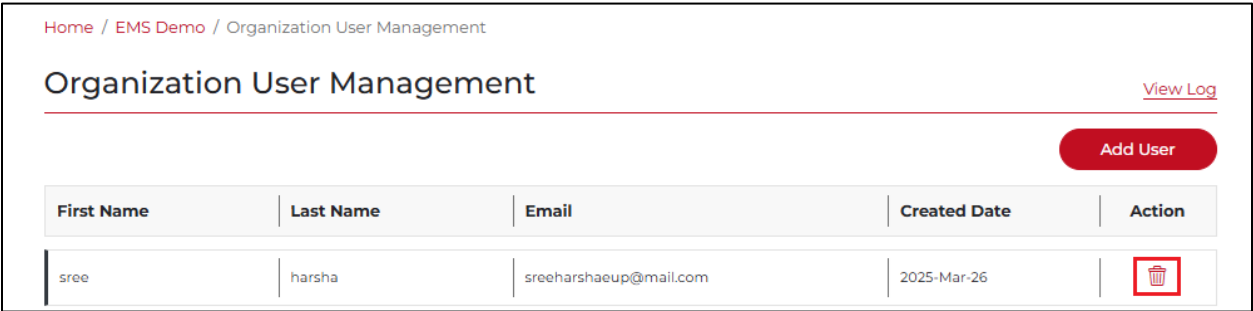 Home / EMS Demo / Organization User Management
Organization User Management
View Log
Add User
First Name Last Name Email Created Date Action
sree harsha sreeharshaeup@mail.com 2025-Mar-26